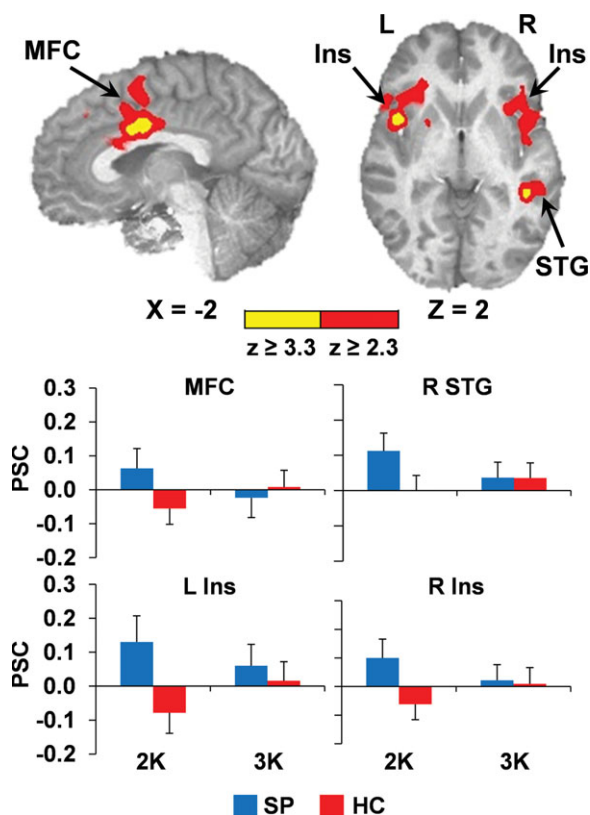 L R
MFC Ins Ins
STG
X = -2 Z = 2
z ≥ 3.3 z ≥ 2.3
MFC R STG
0.3
0.2
0.1
0.0
-0.1
-0.2
PSC
L Ins R Ins
0.3
0.2
0.1
0.0
-0.1
-0.2
PSC
2K 3K 2K 3K
SP HC